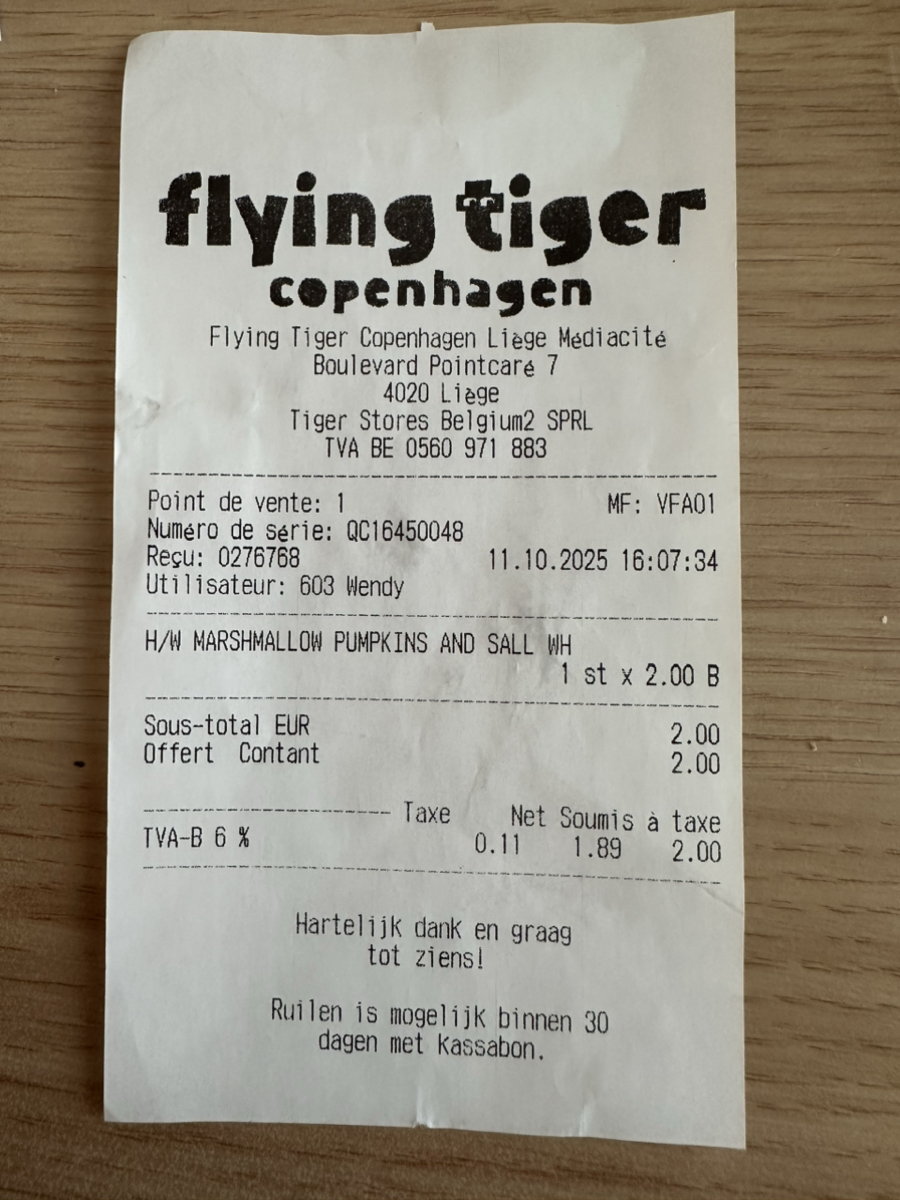 flying tiger
copenhagen
Flying Tiger Copenhagen Liège Médiacité
Boulevard Pointcaré 7
4020 Liège
Tiger Stores Belgium2 SPRL
TVA BE 0560 971 883
Point de vente: 1 MF: VFA01
Numéro de série: QC16450048
Reçu: 0276768 11.10.2025 16:07:34
Utilisateur: 603 Wendy
H/W MARSHMALLOW PUMPKINS AND SALL WH
1 st x 2.00 B
Sous-total EUR 2.00
Offert Contant 2.00
Taxe Net Soumis à taxe
TVA-B 6 % 0.11 1.89 2.00
Hartelijk dank en graag
tot ziens!
Ruilen is mogelijk binnen 30
dagen met kassabon.